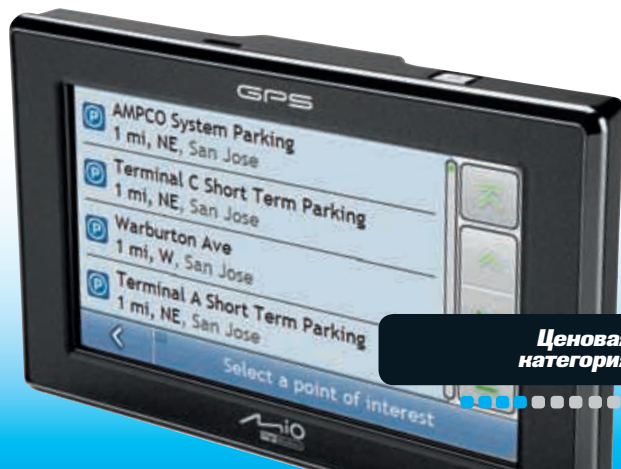 GPS
AMPCO System Parking
1 mi, NE, San Jose
Terminal C Short Term Parking
1 mi, NE, San Jose
Warburton Ave
1 mi, W, San Jose
Terminal A Short Term Parking
1 mi, NE, San Jose
Select a point of interest
Ценовая
категория
Mio